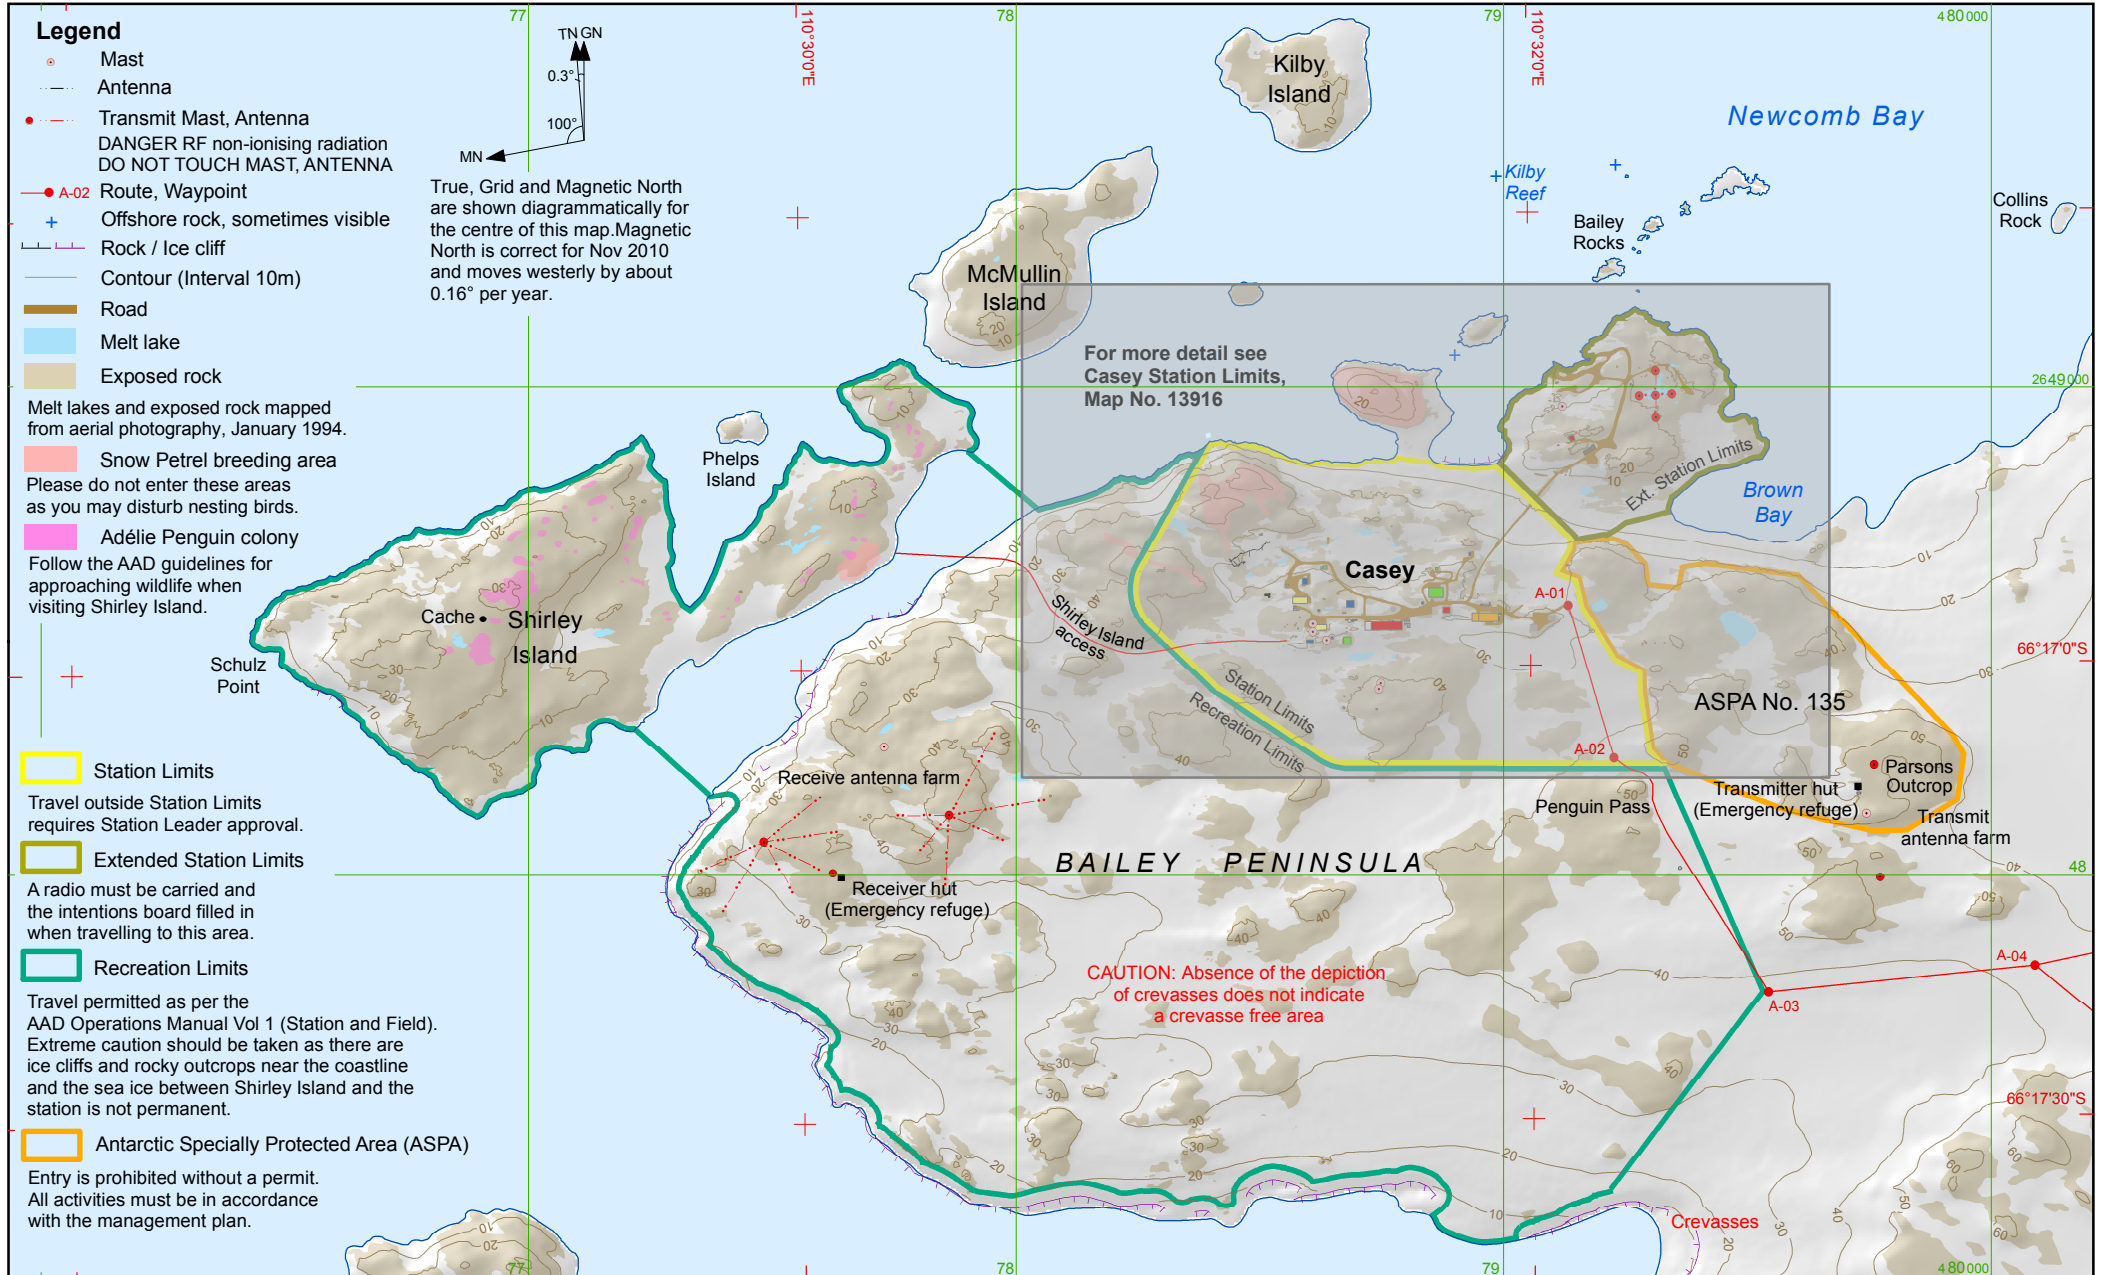 Legend
Mast
Antenna
Transmit Mast, Antenna
DANGER RF non-ionising radiation
DO NOT TOUCH MAST, ANTENNA
A-02 Route, Waypoint
Offshore rock, sometimes visible
Rock / Ice cliff
Contour (Interval 10m)
Road
Melt lake
Exposed rock
Melt lakes and exposed rock mapped
from aerial photography, January 1994.
Snow Petrel breeding area
Please do not enter these areas
as you may disturb nesting birds.
Adélie Penguin colony
Follow the AAD guidelines for
approaching wildlife when
visiting Shirley Island.
Station Limits
Travel outside Station Limits
requires Station Leader approval.
Extended Station Limits
A radio must be carried and
the intentions board filled in
when travelling to this area.
Recreation Limits
Travel permitted as per the
AAD Operations Manual Vol 1 (Station and Field).
Extreme caution should be taken as there are
ice cliffs and rocky outcrops near the coastline
and the sea ice between Shirley Island and the
station is not permanent.
Antarctic Specially Protected Area (ASPA)
Entry is prohibited without a permit.
All activities must be in accordance
with the management plan.
TN GN
0.3°
100°
MN
True, Grid and Magnetic North
are shown diagrammatically for
the centre of this map.Magnetic
North is correct for Nov 2010
and moves westerly by about
0.16° per year.
77
110°30'0"E
78
79
110°32'0"E
480000
Kilby
Island
Newcomb Bay
Kilby
Reef
Bailey
Rocks
Collins
Rock
McMullin
Island
For more detail see
Casey Station Limits,
Map No. 13916
2649000
Phelps
Island
Ext. Station Limits
Brown
Bay
Casey
A-01
Cache
Shirley
Island
Schulz
Point
Shirley Island
access
Station Limits
Recreation Limits
66°17'0"S
ASPA No. 135
A-02
Receive antenna farm
Penguin Pass
Transmitter hut
(Emergency refuge)
Parsons
Outcrop
Transmit
antenna farm
BAILEY PENINSULA
Receiver hut
(Emergency refuge)
48
CAUTION: Absence of the depiction
of crevasses does not indicate
a crevasse free area
A-03
A-04
66°17'30"S
Crevasses
77
78
79
480000